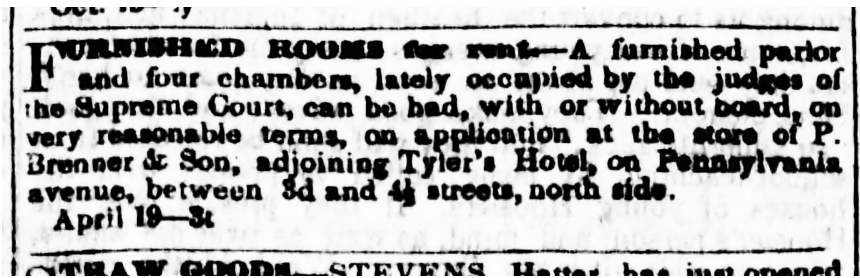 FURNISHED ROOMS for rent.—A furnished parlor
and four chambers, lately occupied by the judges of
the Supreme Court, can be had, with or without board, on
very reasonable terms, on application at the store of P.
Brenner & Son, adjoining Tyler's Hotel, on Pennsylvania
avenue, between 3d and 4½ streets, north side.
April 19—3t
STRAW GOODS.—STEVENS, Hatter, has just opened